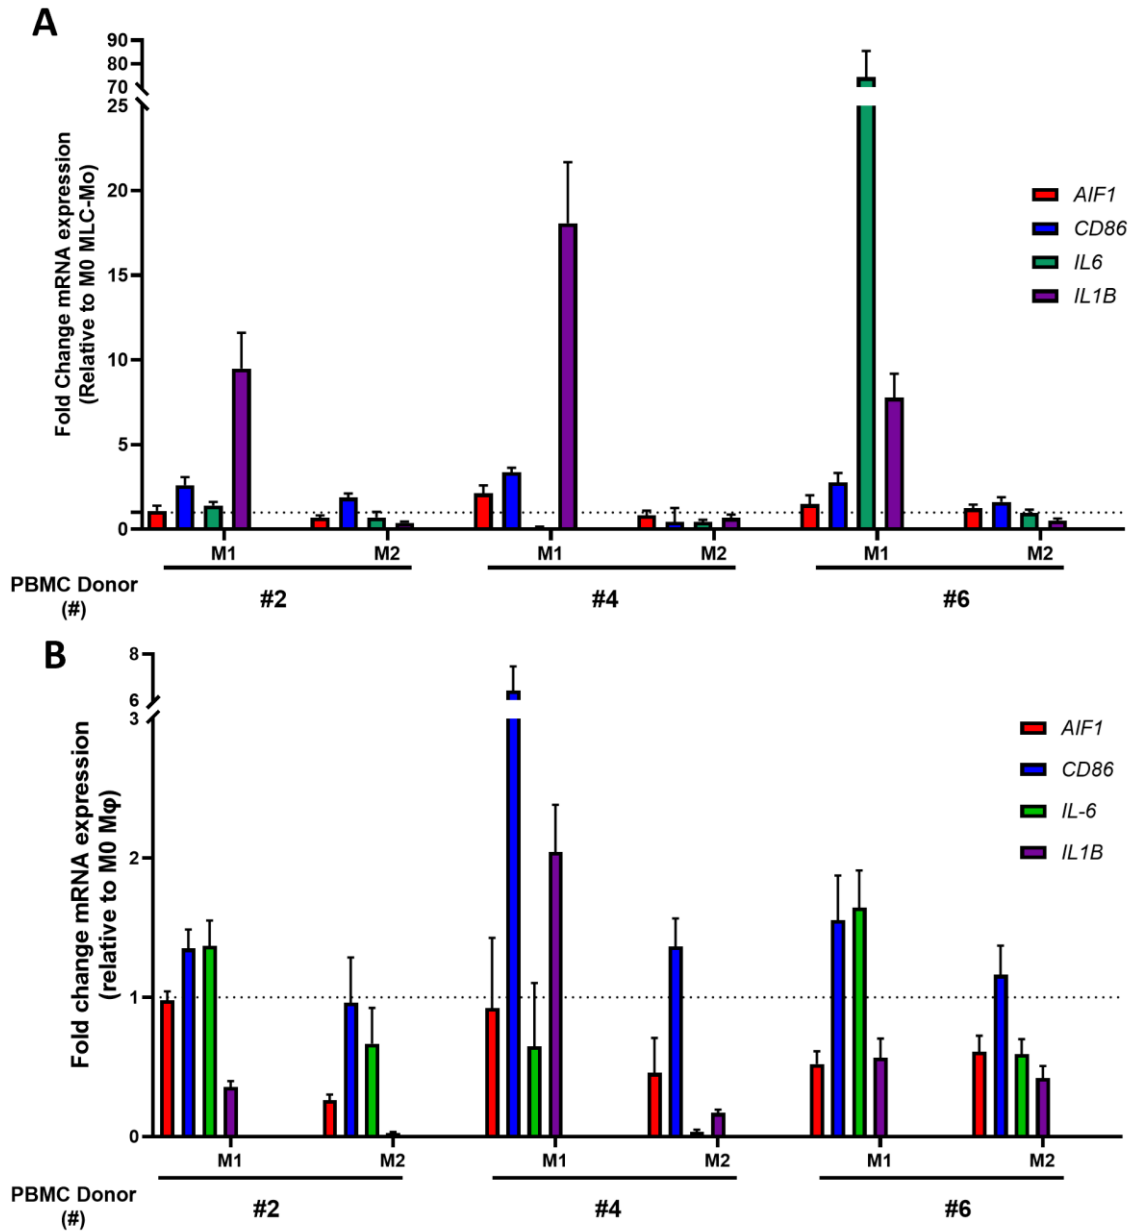 A
90
80
70
25
20
15
10
5
0
Fold Change mRNA expression
(Relative to M0 MLC-Mo)
AIF1
CD86
IL6
IL1B
M1
M2
M1
M2
M1
M2
PBMC Donor
(#)
#2
#4
#6
B
8
6
3
2
1
0
Fold change mRNA expression
(relative to M0 Mφ)
AIF1
CD86
IL-6
IL1B
M1
M2
M1
M2
M1
M2
PBMC Donor
(#)
#2
#4
#6